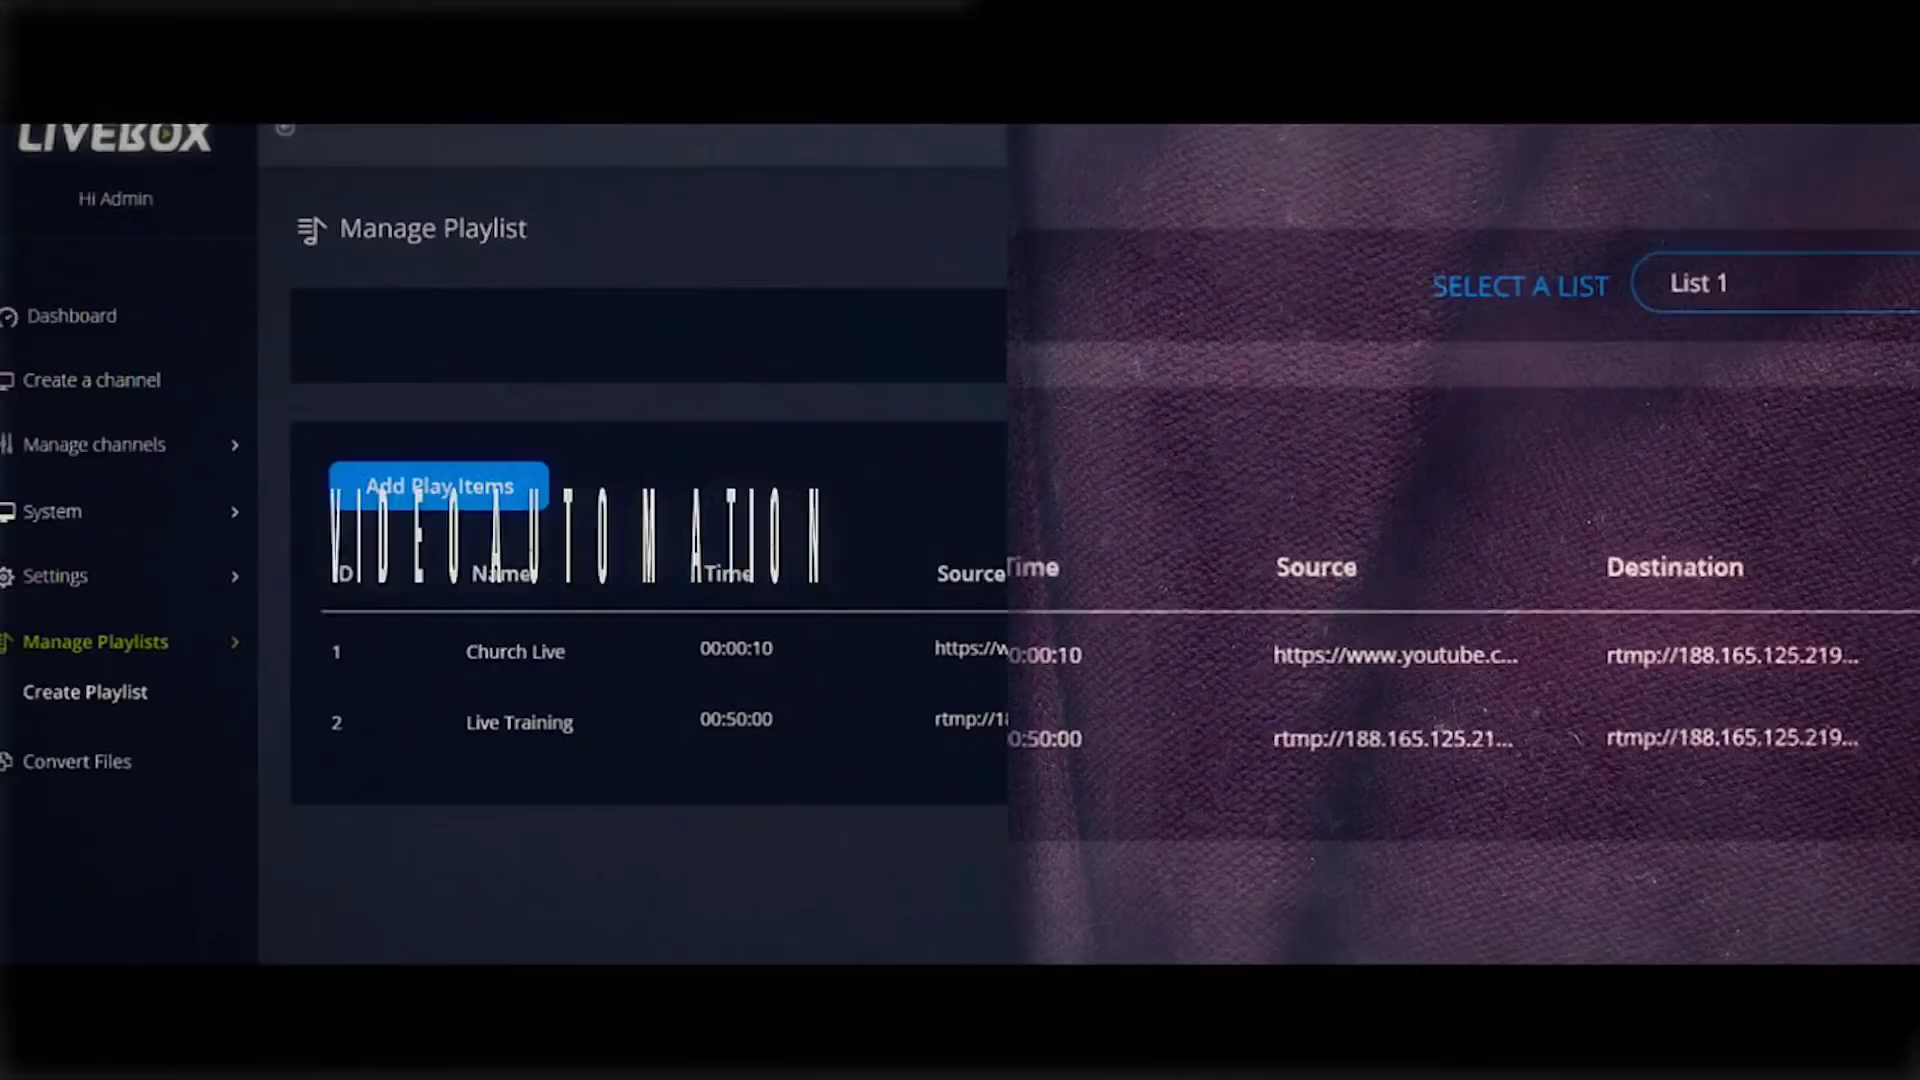 LIVEBOX
Hi Admin
Dashboard
Create a channel
Manage channels
System
Settings
Manage Playlists
Create Playlist
Convert Files
Manage Playlist
SELECT A LIST List 1
Add Play Items
VIDEO AUTOMATION
ID Name Time Source
1 Church Live 00:00:10 https://w
2 Live Training 00:50:00 rtmp://1
Time Source Destination
0:00:10 https://www.youtube.c... rtmp://188.165.125.219...
0:50:00 rtmp://188.165.125.21... rtmp://188.165.125.219...